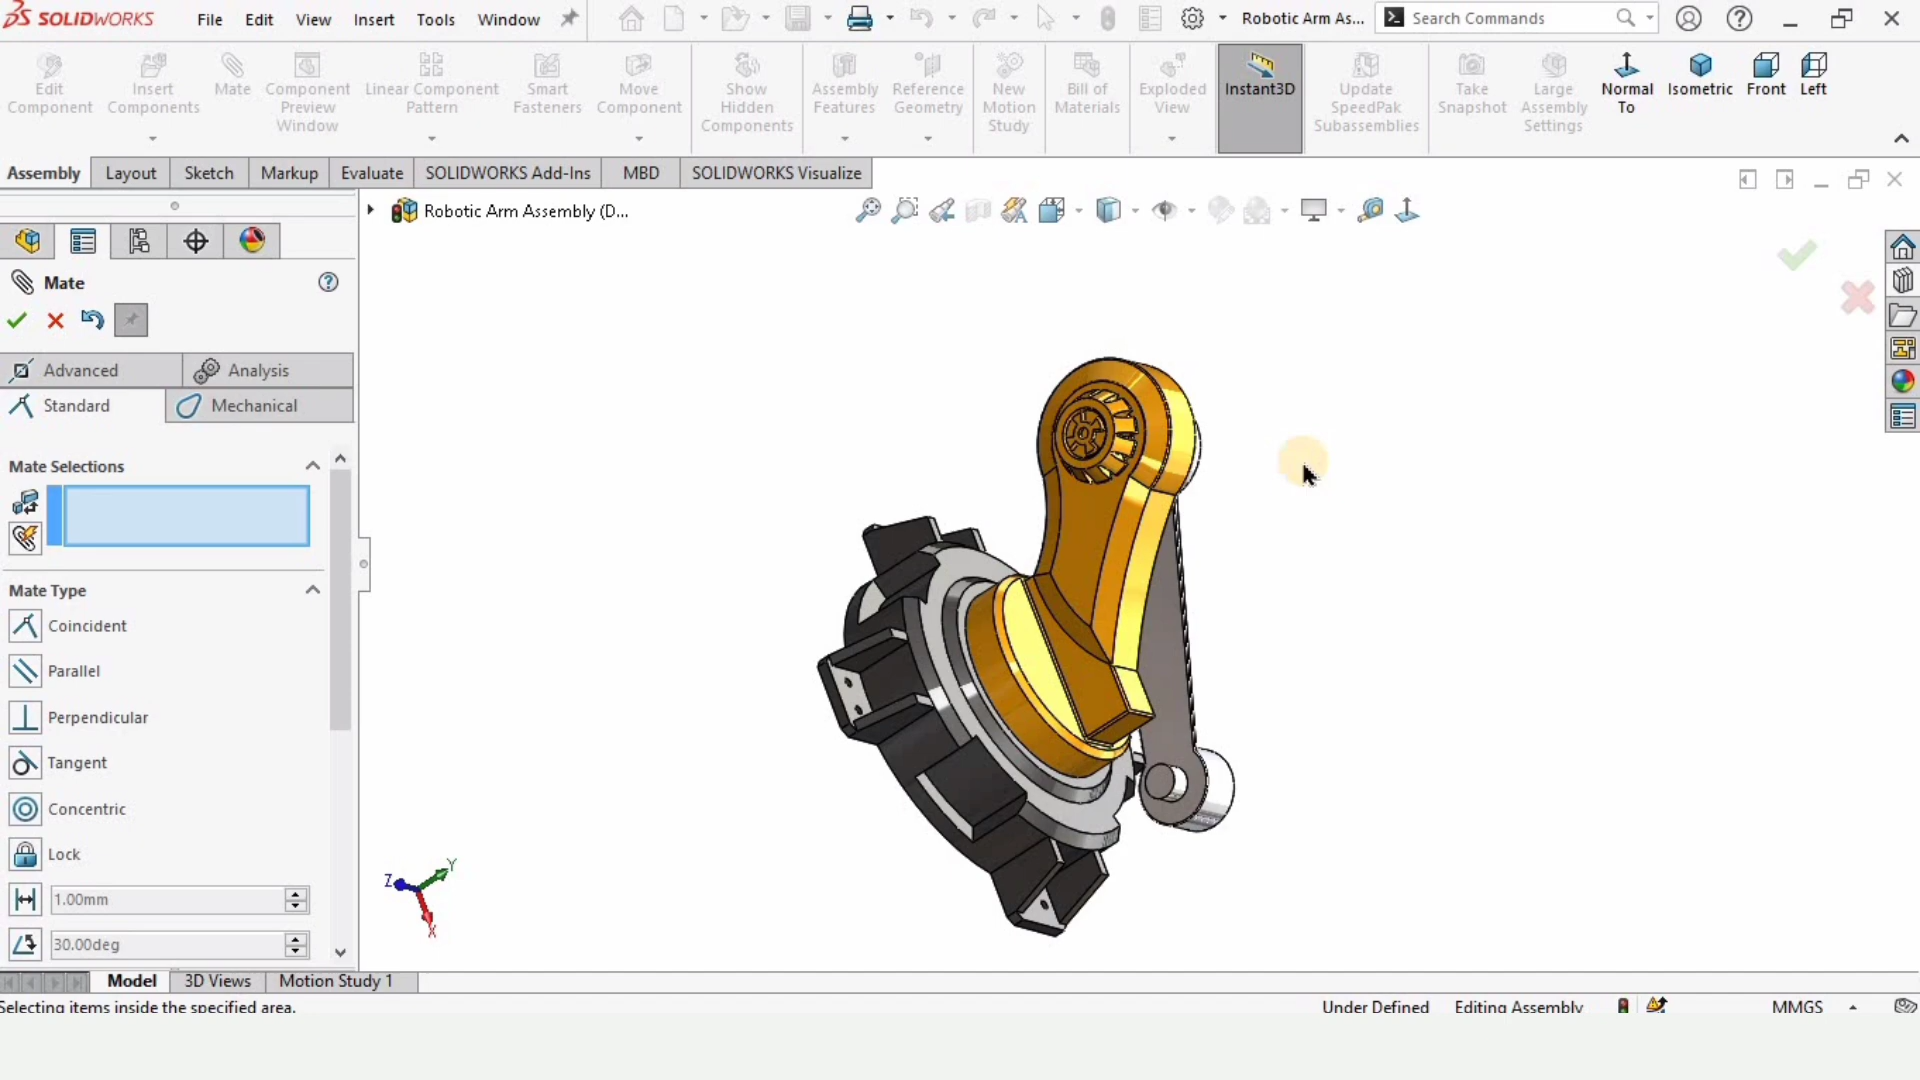 SOLIDWORKS File Edit View Insert Tools Window Robotic Arm As... Search Commands
Edit Component
Insert Components
Mate
Component Preview Window
Linear Component Pattern
Smart Fasteners
Move Component
Show Hidden Components
Assembly Features
Reference Geometry
New Motion Study
Bill of Materials
Exploded View
Instant3D
Update SpeedPak Subassemblies
Take Snapshot
Large Assembly Settings
Normal To
Isometric
Front
Left
Assembly Layout Sketch Markup Evaluate SOLIDWORKS Add-Ins MBD SOLIDWORKS Visualize
Robotic Arm Assembly (D...
Mate
Advanced Analysis
Standard Mechanical
Mate Selections
Mate Type
Coincident
Parallel
Perpendicular
Tangent
Concentric
Lock
1.00mm
30.00deg
Z Y X
Model 3D Views Motion Study 1
Selecting items inside the specified area. Under Defined Editing Assembly MMGS